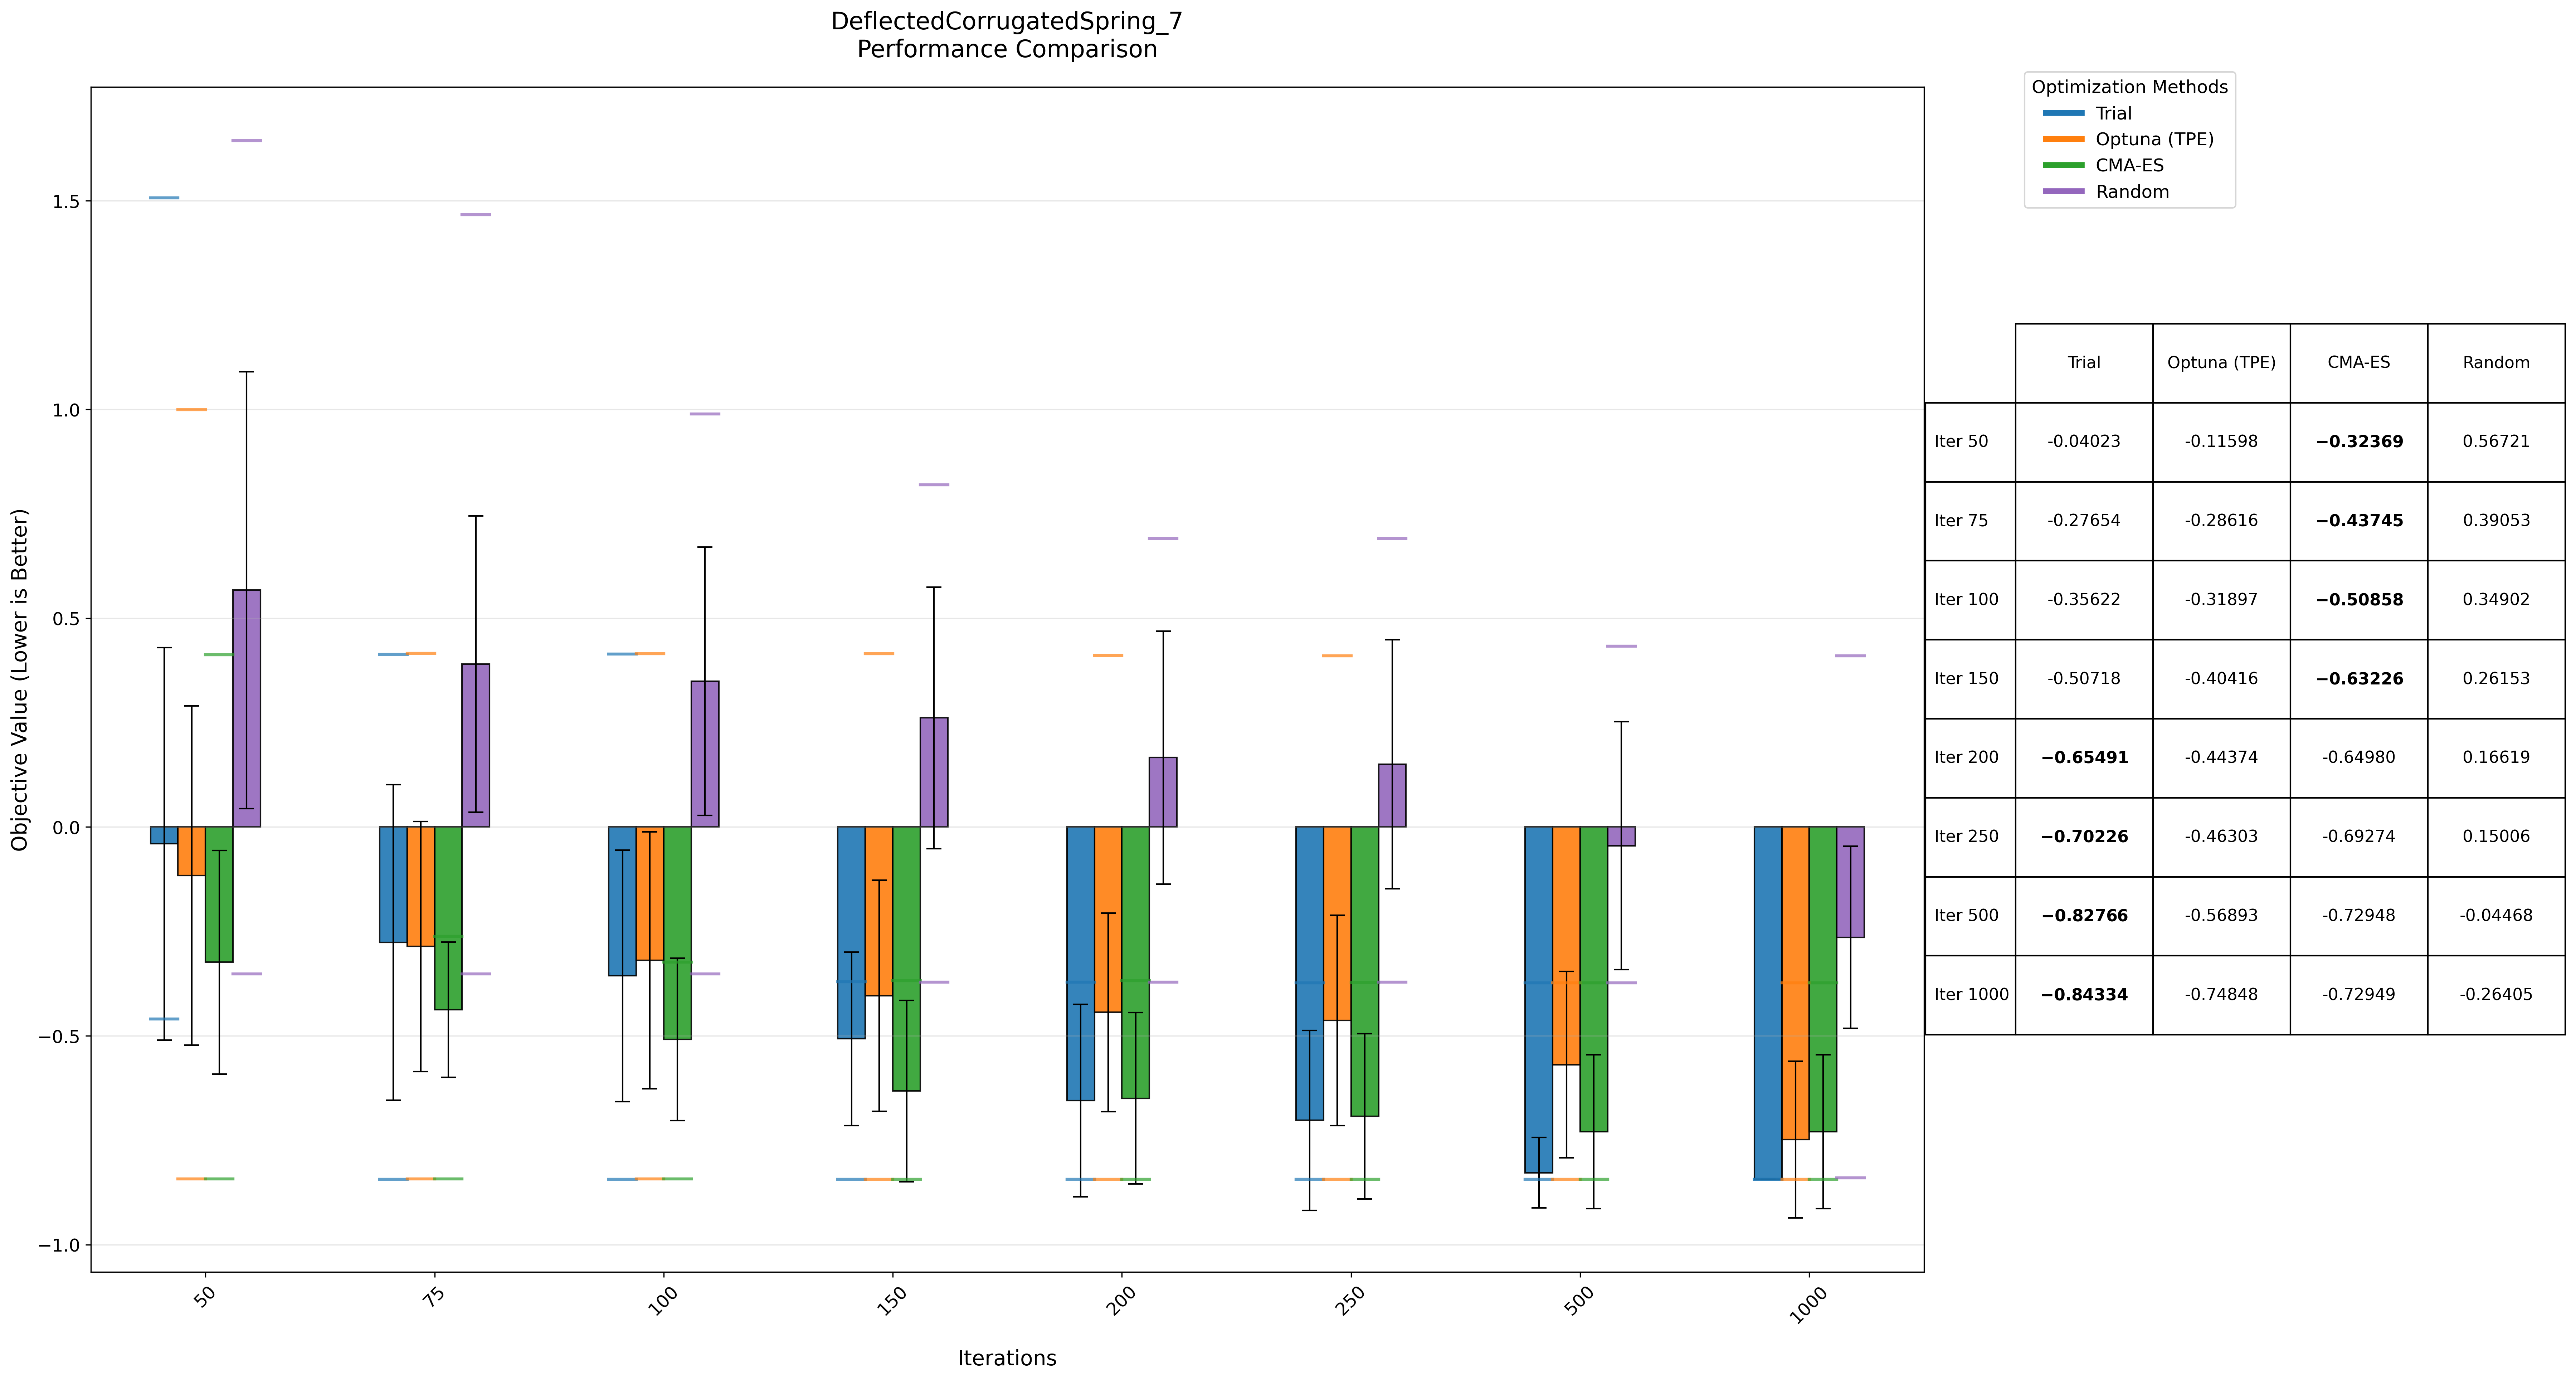 DeflectedCorrugatedSpring_7
Performance Comparison
Objective Value (Lower is Better)
1.5
1.0
0.5
0.0
−0.5
−1.0
50
75
100
150
200
250
500
1000
Iterations
Optimization Methods
Trial
Optuna (TPE)
CMA-ES
Random
Trial Optuna (TPE) CMA-ES Random
Iter 50 -0.04023 -0.11598 −0.32369 0.56721
Iter 75 -0.27654 -0.28616 −0.43745 0.39053
Iter 100 -0.35622 -0.31897 −0.50858 0.34902
Iter 150 -0.50718 -0.40416 −0.63226 0.26153
Iter 200 −0.65491 -0.44374 -0.64980 0.16619
Iter 250 −0.70226 -0.46303 -0.69274 0.15006
Iter 500 −0.82766 -0.56893 -0.72948 -0.04468
Iter 1000 −0.84334 -0.74848 -0.72949 -0.26405